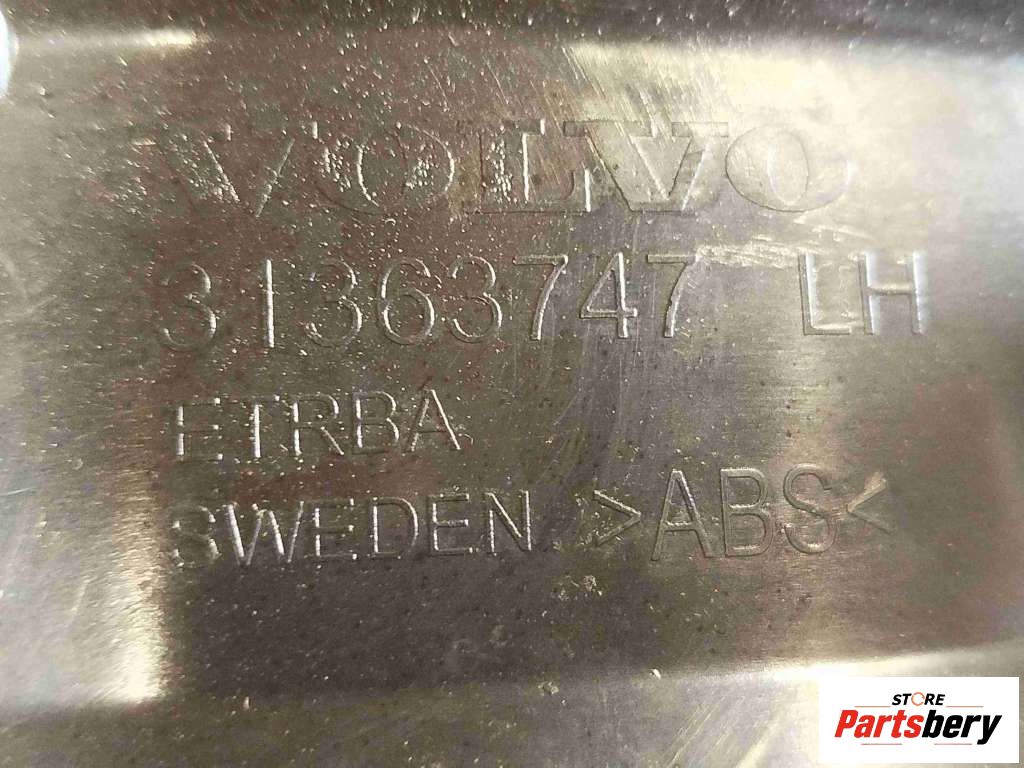 VOLVO
31363747 LH
ETRBA
SWEDEN >ABS<
STORE
Partsbery